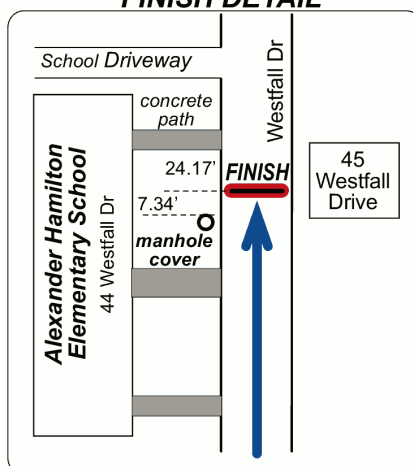 FINISH DETAIL
School Driveway
Westfall Dr
concrete
path
24.17'
FINISH
7.34'
manhole
cover
Alexander Hamilton
Elementary School
44 Westfall Dr
45
Westfall
Drive